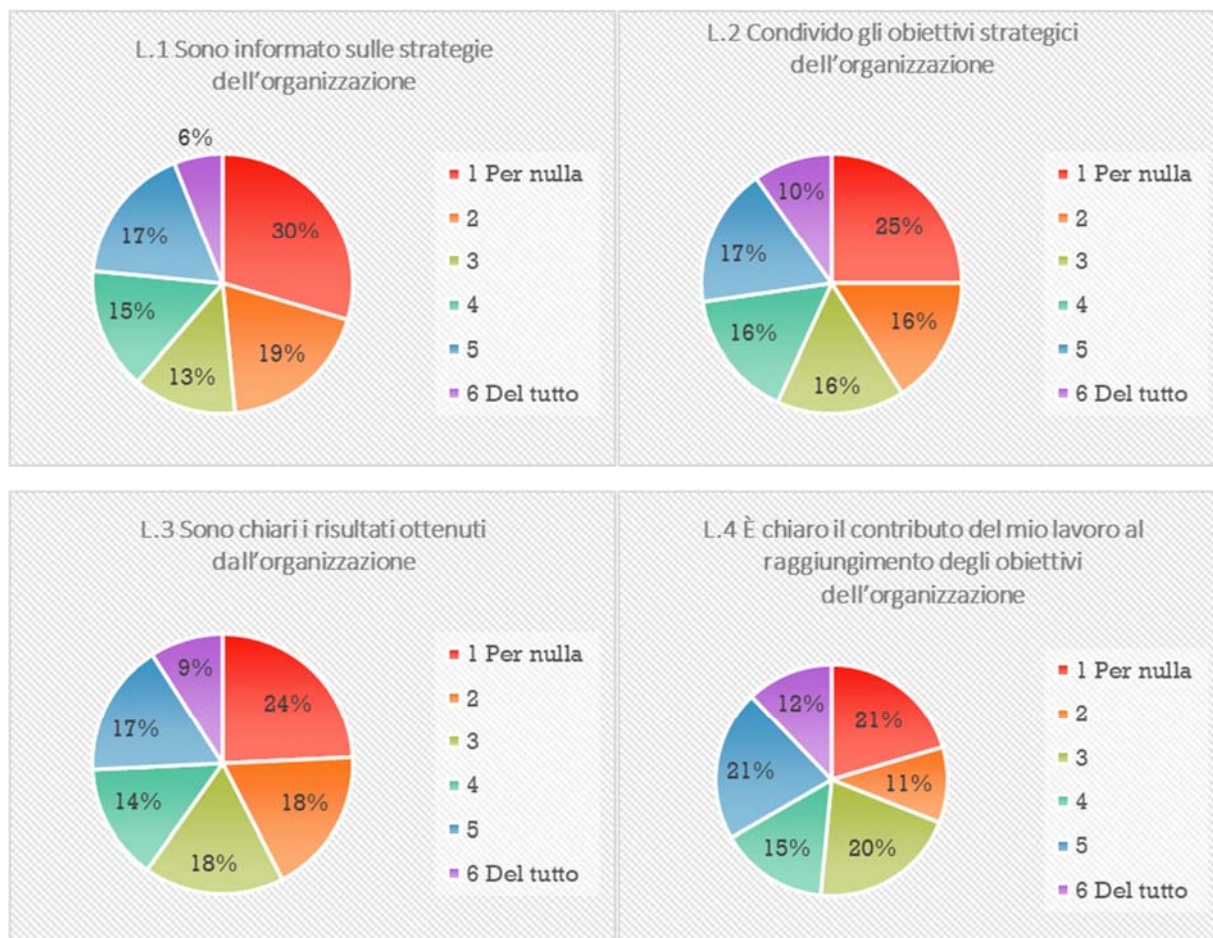 L.1 Sono informato sulle strategie
dell'organizzazione
6%
30%
17%
15%
19%
13%
1 Per nulla
2
3
4
5
6 Del tutto
L.2 Condivido gli obiettivi strategici
dell'organizzazione
10%
25%
17%
16%
16%
16%
1 Per nulla
2
3
4
5
6 Del tutto
L.3 Sono chiari i risultati ottenuti
dall'organizzazione
9%
24%
17%
14%
18%
18%
1 Per nulla
2
3
4
5
6 Del tutto
L.4 È chiaro il contributo del mio lavoro al
raggiungimento degli obiettivi
dell'organizzazione
12%
21%
21%
11%
15%
20%
1 Per nulla
2
3
4
5
6 Del tutto